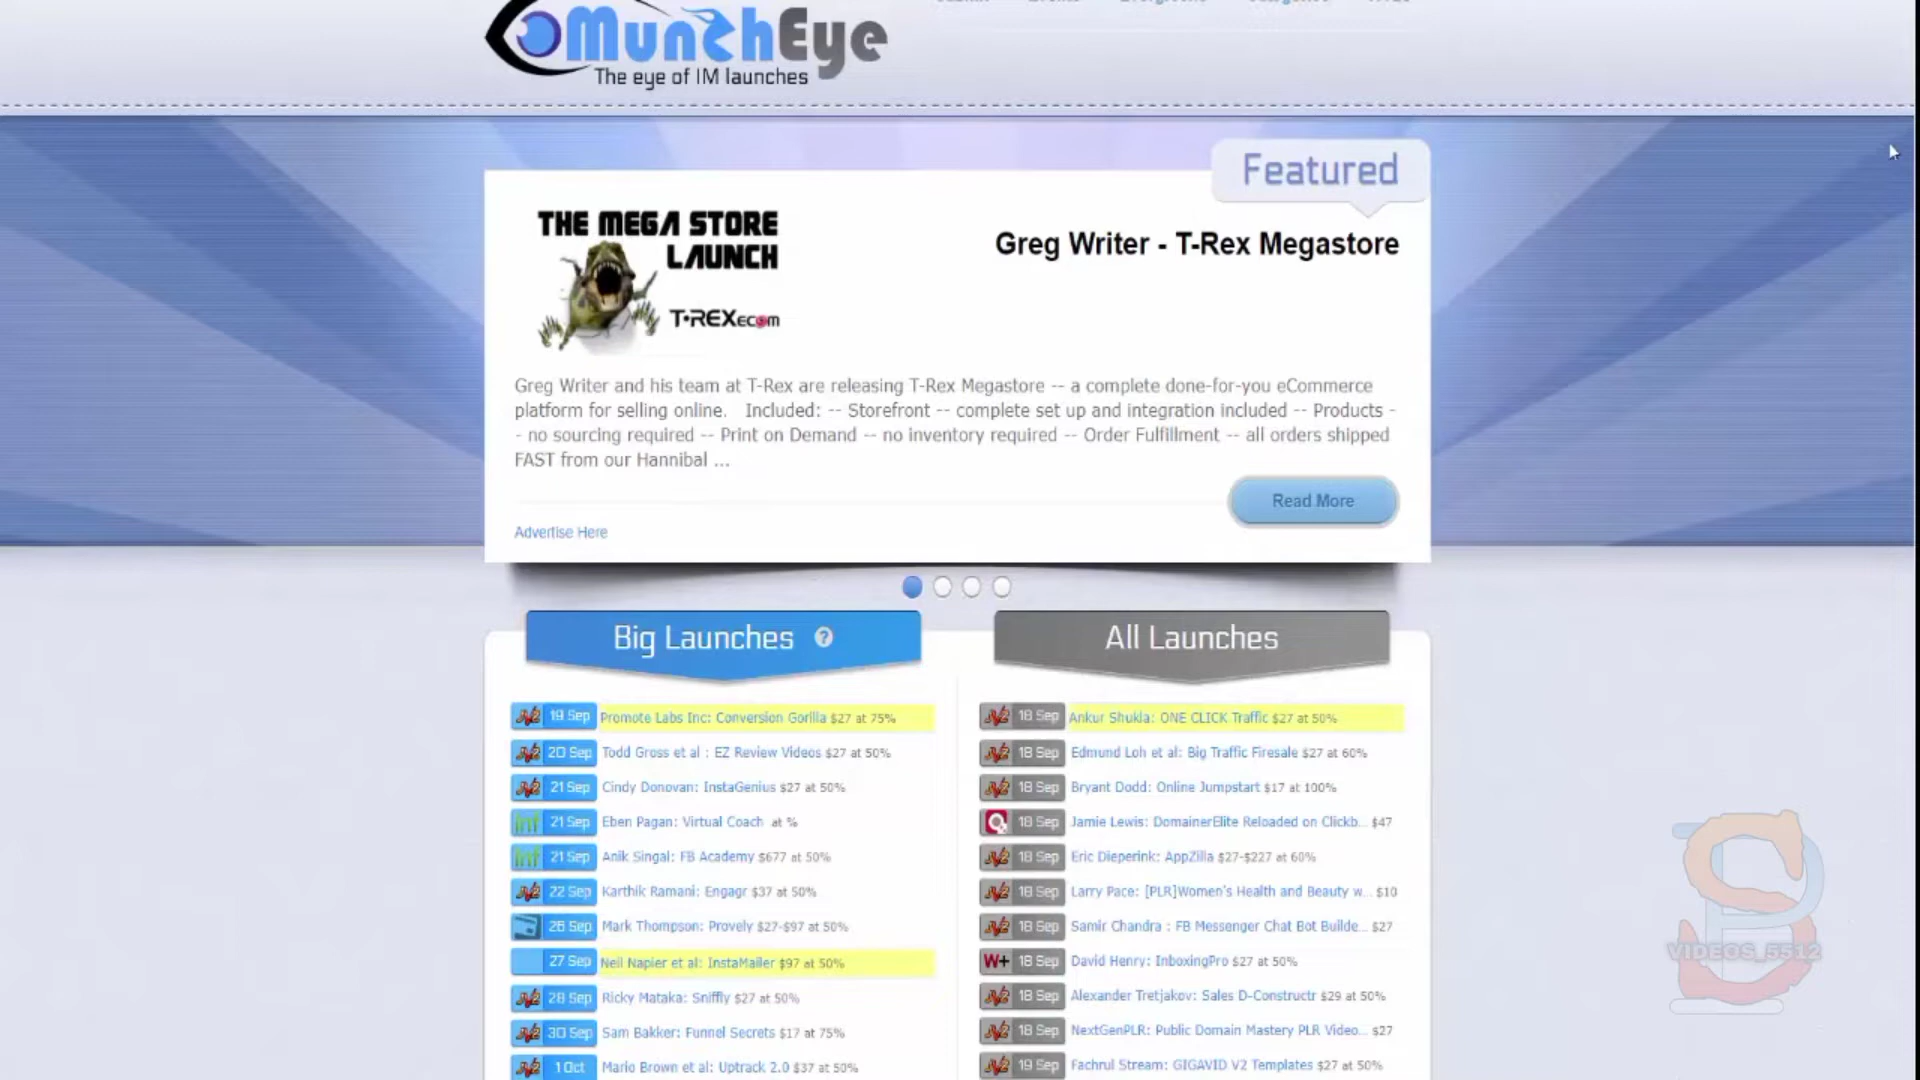 MunchEye
The eye of IM launches
Featured
THE MEGA STORE
LAUNCH
T-REXecom
Greg Writer - T-Rex Megastore
Greg Writer and his team at T-Rex are releasing T-Rex Megastore -- a complete done-for-you eCommerce
platform for selling online.   Included: -- Storefront -- complete set up and integration included -- Products -
- no sourcing required -- Print on Demand -- no inventory required -- Order Fulfillment -- all orders shipped
FAST from our Hannibal ...
Read More
Advertise Here
Big Launches ?
19 Sep Promote Labs Inc: Conversion Gorilla $27 at 75%
20 Sep Todd Gross et al : EZ Review Videos $27 at 50%
21 Sep Cindy Donovan: InstaGenius $27 at 50%
21 Sep Eben Pagan: Virtual Coach at %
21 Sep Anik Singal: FB Academy $677 at 50%
22 Sep Karthik Ramani: Engagr $37 at 50%
26 Sep Mark Thompson: Provely $27-$97 at 50%
27 Sep Neil Napier et al: InstaMailer $97 at 50%
28 Sep Ricky Mataka: Sniffly $27 at 50%
30 Sep Sam Bakker: Funnel Secrets $17 at 75%
1 Oct Mario Brown et al: Uptrack 2.0 $37 at 50%
All Launches
18 Sep Ankur Shukla: ONE CLICK Traffic $27 at 50%
18 Sep Edmund Loh et al: Big Traffic Firesale $27 at 60%
18 Sep Bryant Dodd: Online Jumpstart $17 at 100%
18 Sep Jamie Lewis: DomainerElite Reloaded on Clickb... $47
18 Sep Eric Dieperink: AppZilla $27-$227 at 60%
18 Sep Larry Pace: [PLR]Women's Health and Beauty w... $10
18 Sep Samir Chandra : FB Messenger Chat Bot Builde... $27
W+ 18 Sep David Henry: InboxingPro $27 at 50%
18 Sep Alexander Tretjakov: Sales D-Constructr $29 at 50%
18 Sep NextGenPLR: Public Domain Mastery PLR Video... $27
19 Sep Fachrul Stream: GIGAVID V2 Templates $27 at 50%
VIDEOS_5512